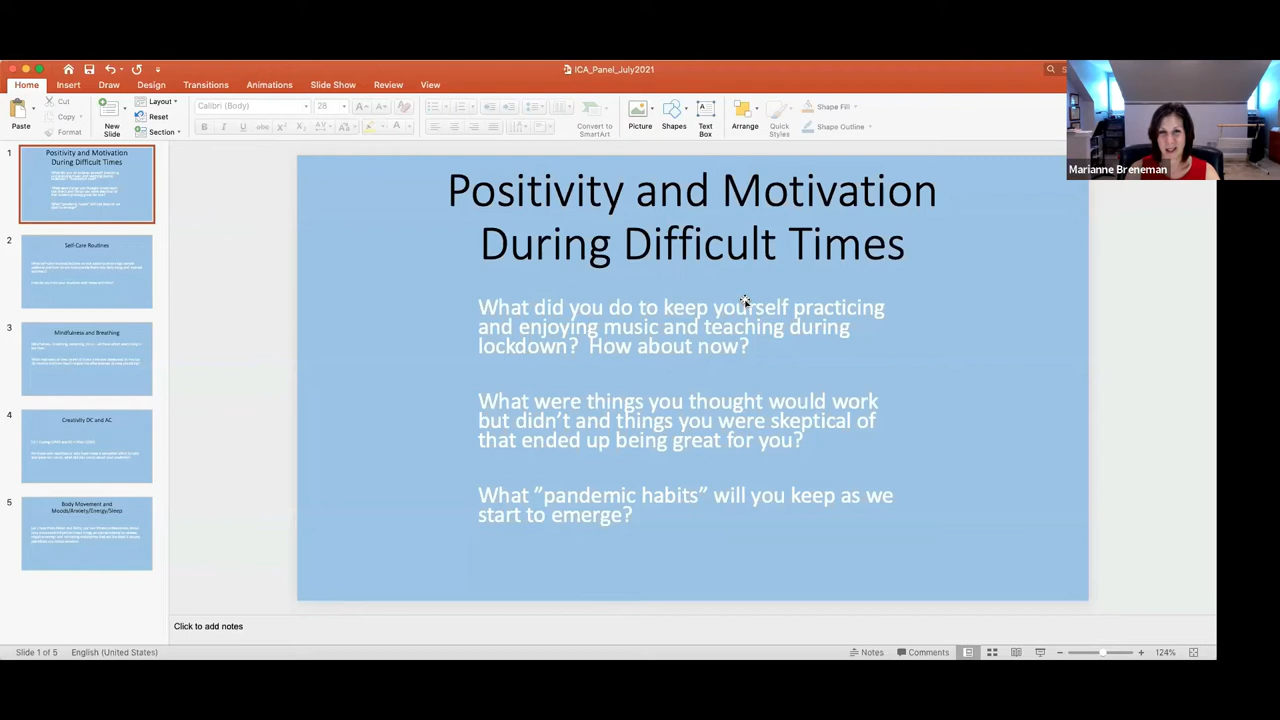 ICA_Panel_July2021
Home Insert Draw Design Transitions Animations Slide Show Review View
Paste
Cut
Copy
Format
New Slide
Layout
Reset
Section
Calibri (Body) 28
Convert to SmartArt
Picture
Shapes
Text Box
Arrange
Quick Styles
Shape Fill
Shape Outline
Marianne Breneman
1
Positivity and Motivation
During Difficult Times
2
Self-Care Routines
3
Mindfulness and Breathing
4
Creativity DC and AC
5
Body Movement and
Moods/Anxiety/Energy/Sleep
Positivity and Motivation
During Difficult Times
What did you do to keep yourself practicing
and enjoying music and teaching during
lockdown? How about now?
What were things you thought would work
but didn't and things you were skeptical of
that ended up being great for you?
What ”pandemic habits” will you keep as we
start to emerge?
Click to add notes
Slide 1 of 5 English (United States) Notes Comments 124%